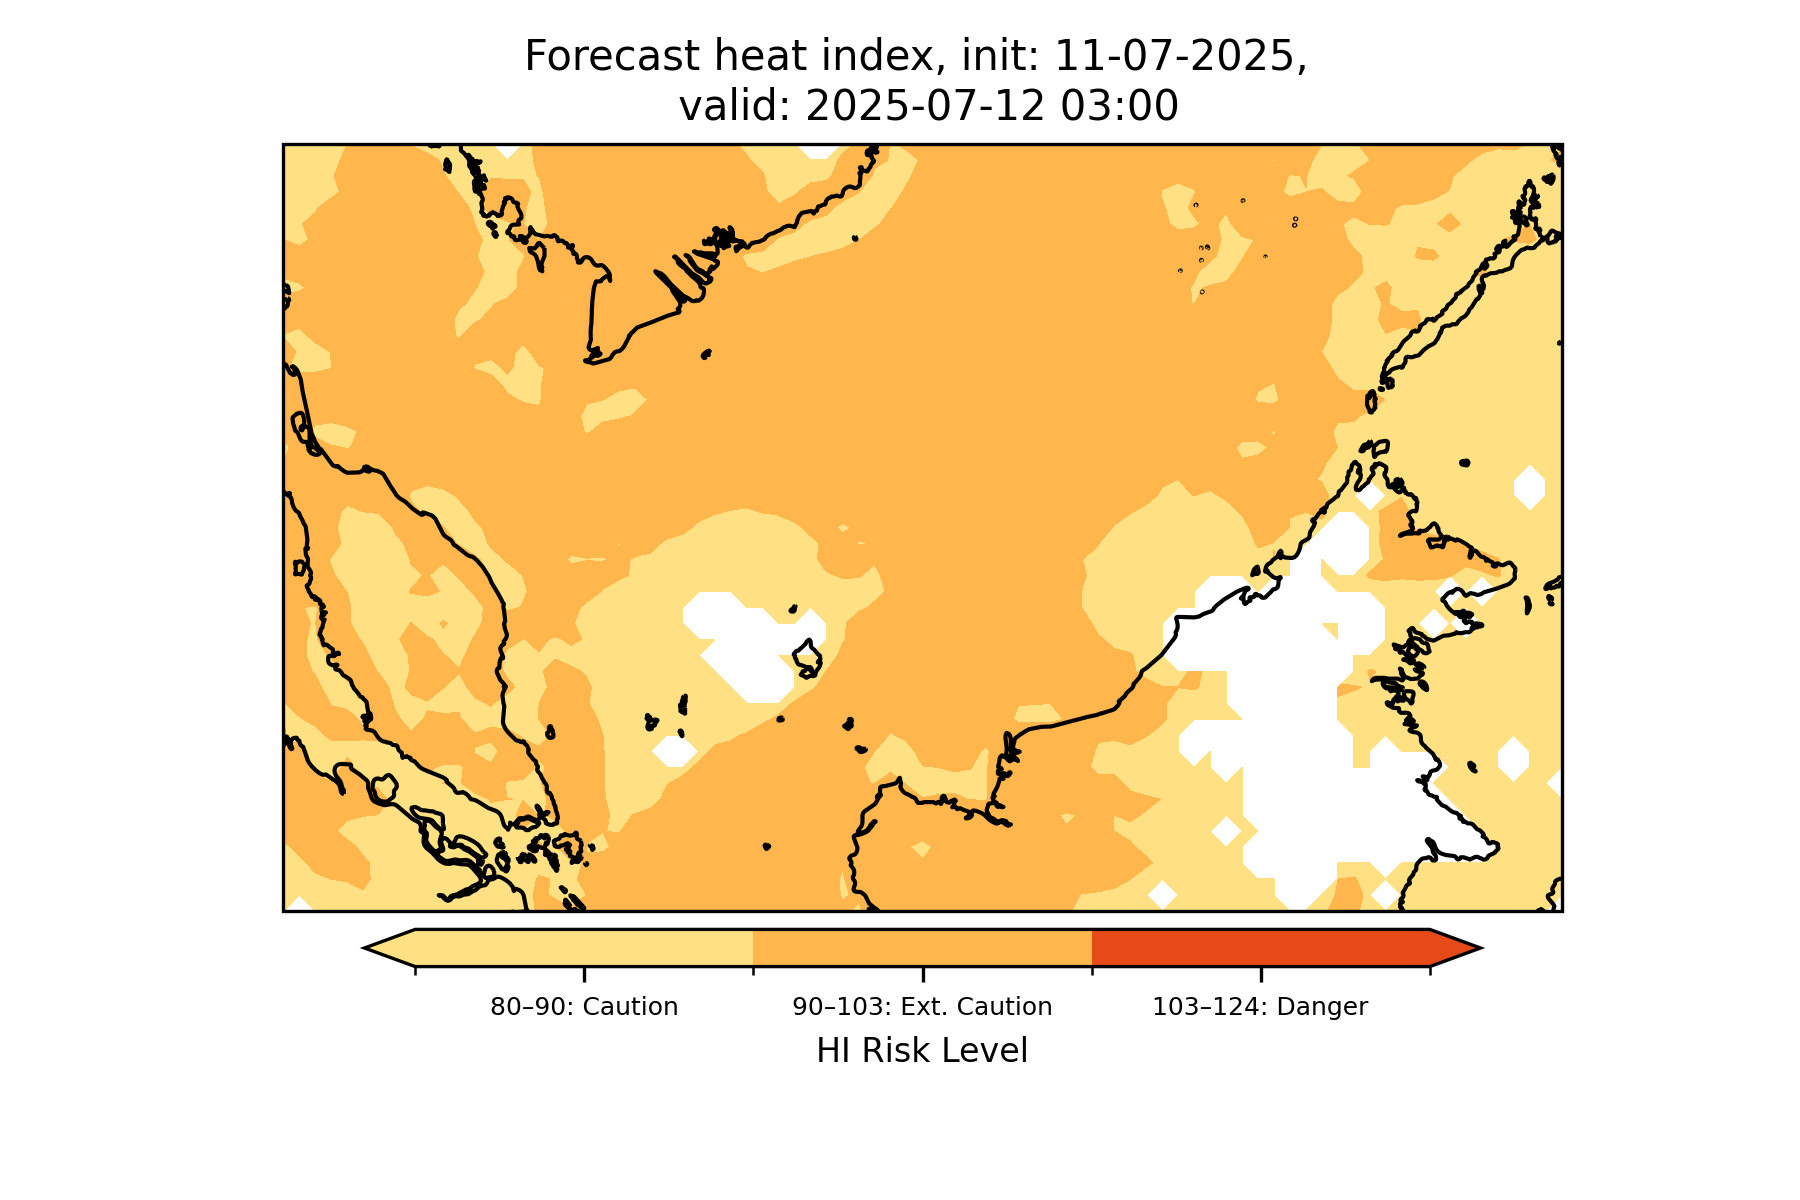 Forecast heat index, init: 11-07-2025,
valid: 2025-07-12 03:00
80–90: Caution
90–103: Ext. Caution
103–124: Danger
HI Risk Level